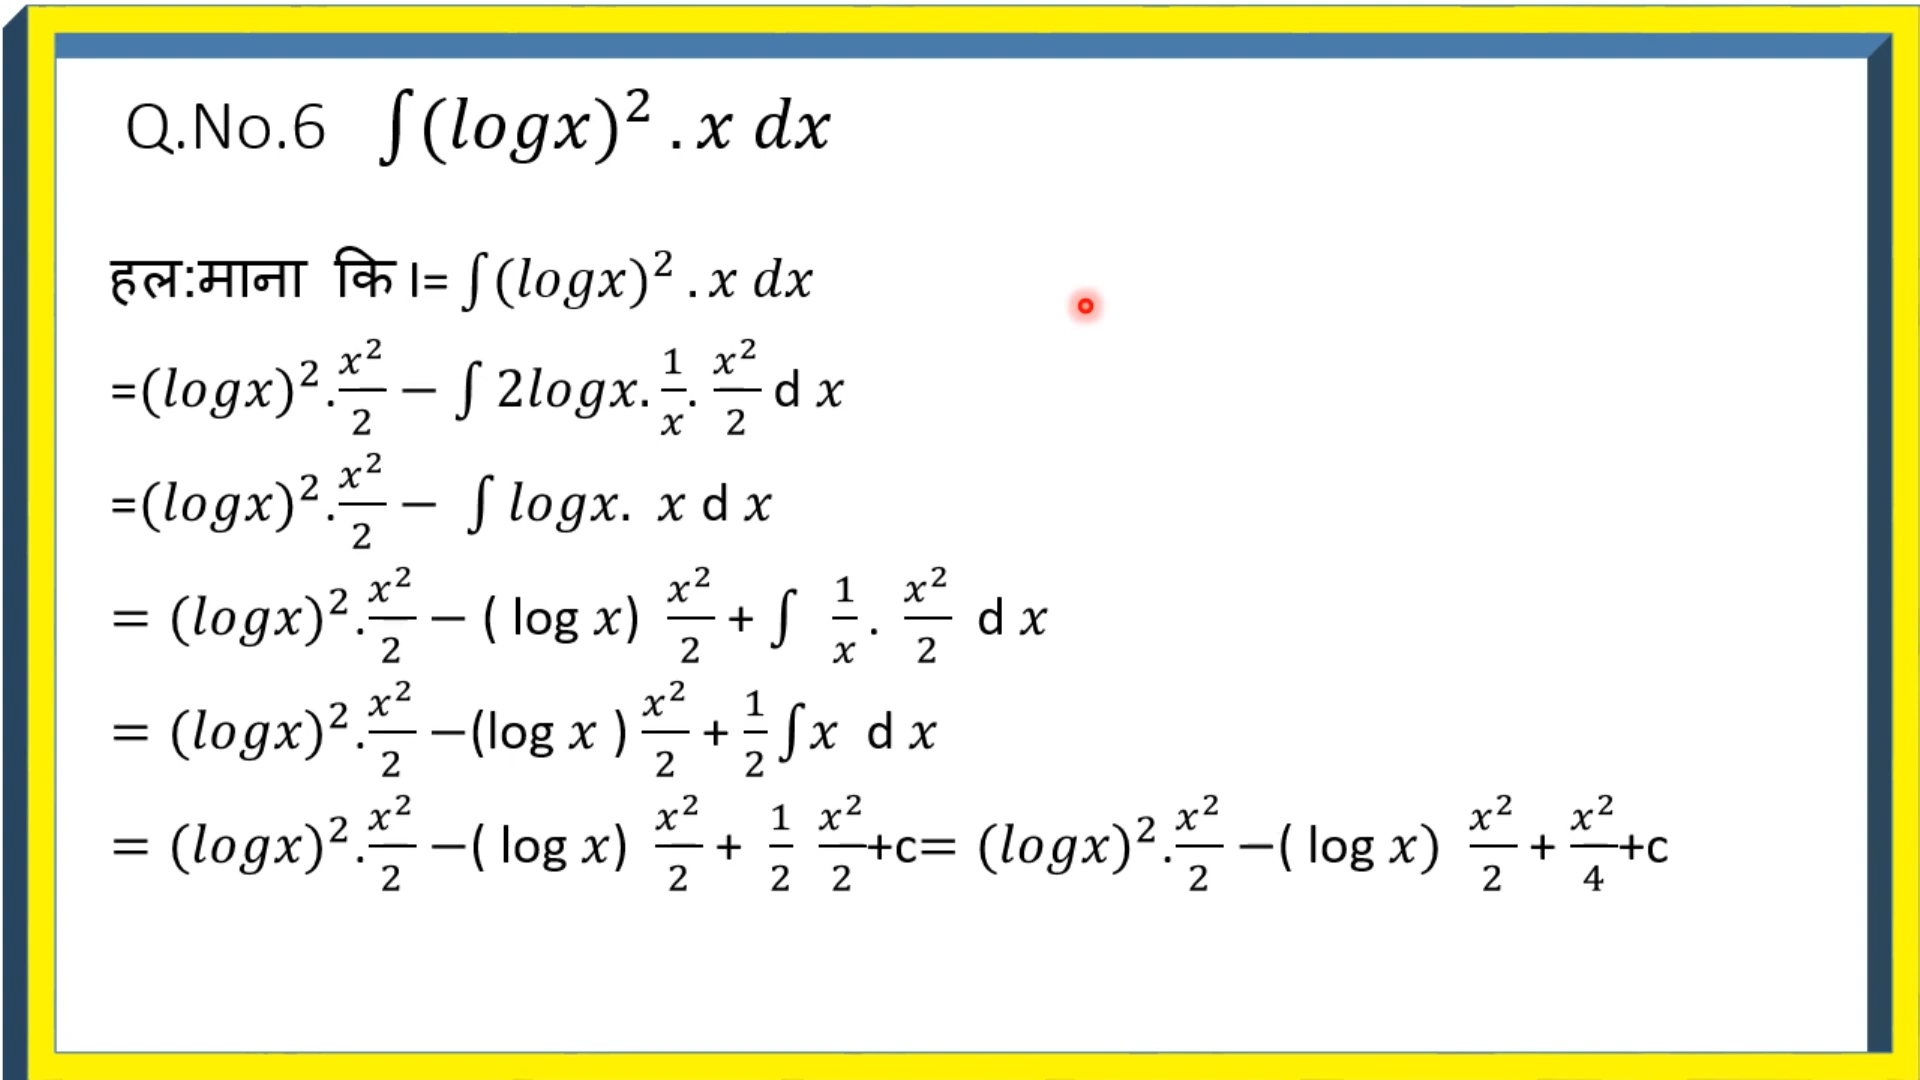 Q.No.6 ∫(logx)² . x dx
हल:माना कि I= ∫(logx)² . x dx
=(logx)².x²/2 − ∫ 2logx.1/x. x²/2 d x
=(logx)².x²/2 − ∫ logx. x d x
= (logx)².x²/2 − ( log x) x²/2 + ∫ 1/x. x²/2 d x
= (logx)².x²/2 −(log x ) x²/2 + 1/2 ∫x d x
= (logx)².x²/2 −( log x) x²/2 + 1/2 x²/2+c= (logx)².x²/2 −( log x) x²/2 + x²/4+c